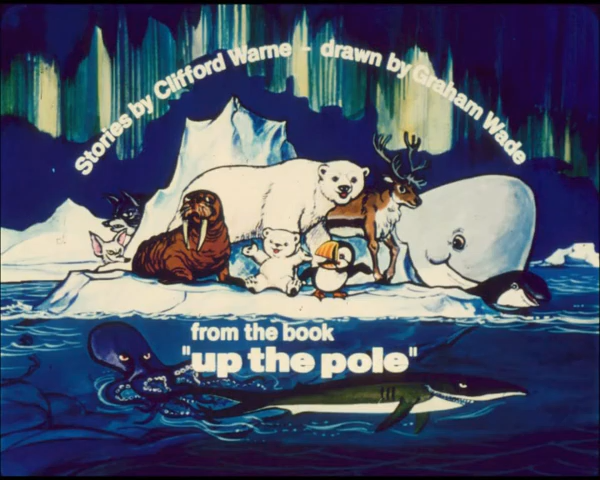 Stories by Clifford Warne - drawn by Graham Wade
from the book
"up the pole"